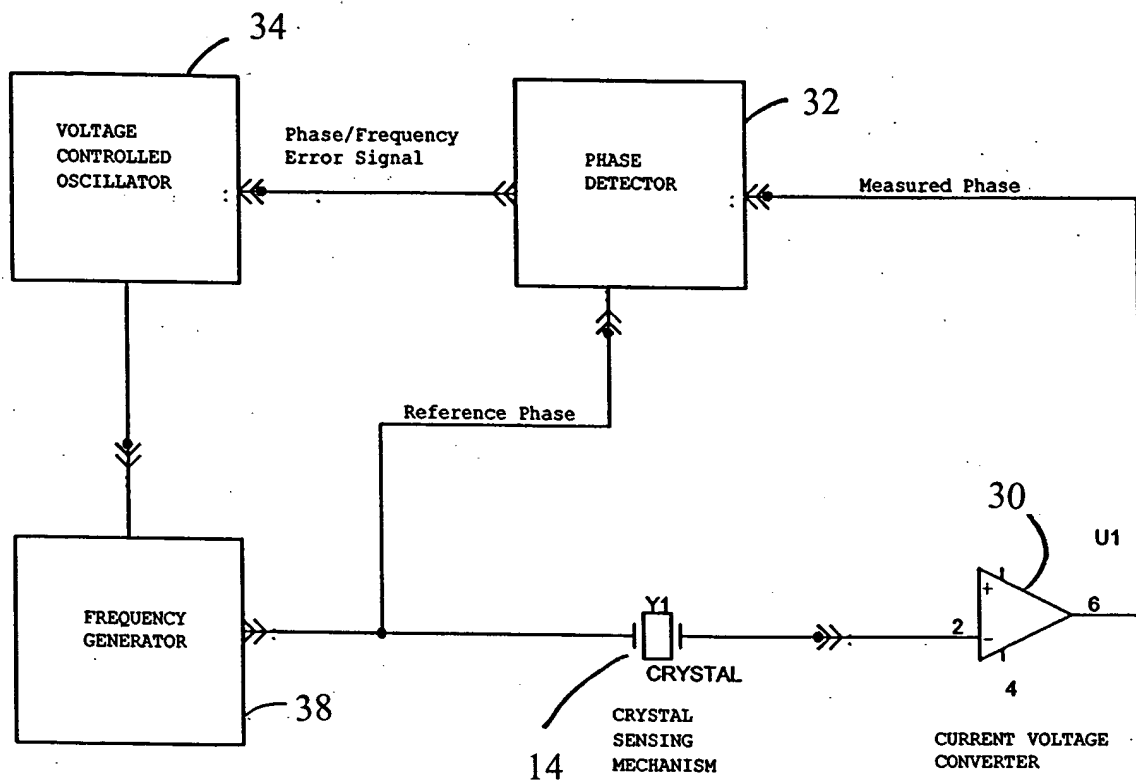 34
32
VOLTAGE
CONTROLLED
OSCILLATOR
Phase/Frequency
Error Signal
PHASE
DETECTOR
Measured Phase
Reference Phase
30
U1
FREQUENCY
GENERATOR
Y1
CRYSTAL
2
+
-
6
4
38
14
CRYSTAL
SENSING
MECHANISM
CURRENT VOLTAGE
CONVERTER